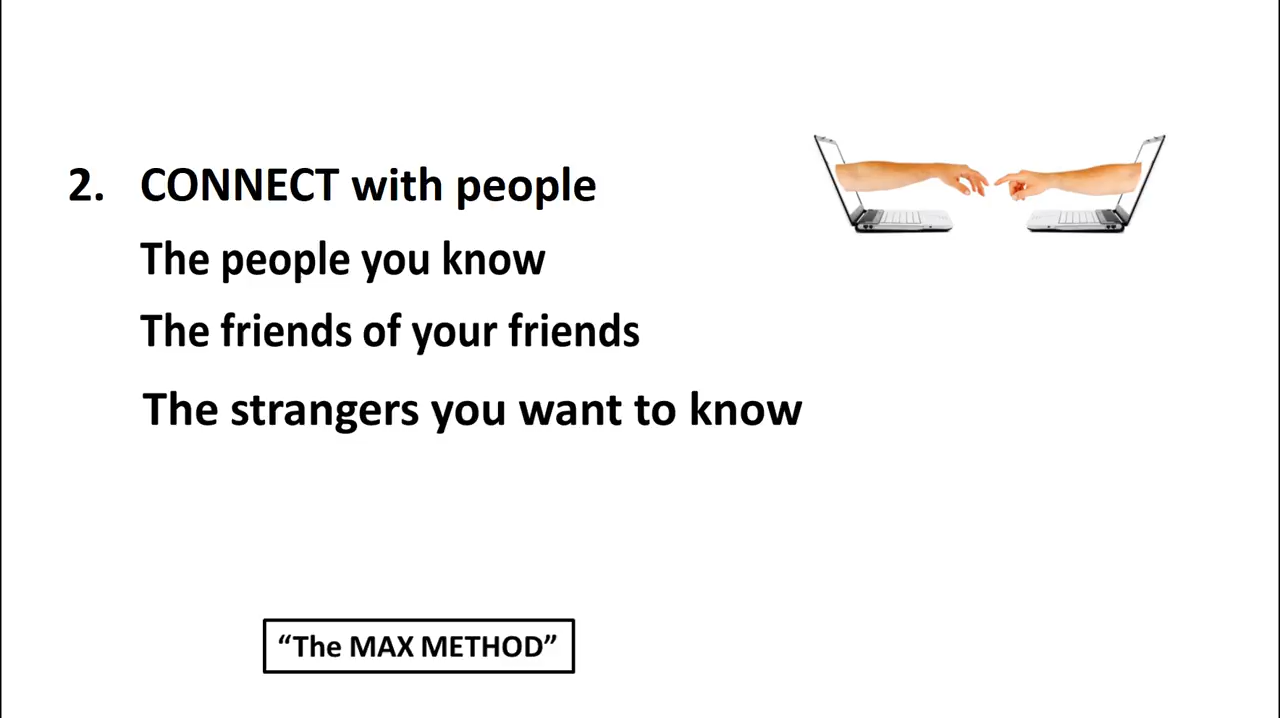 2. CONNECT with people
The people you know
The friends of your friends
The strangers you want to know
“The MAX METHOD”